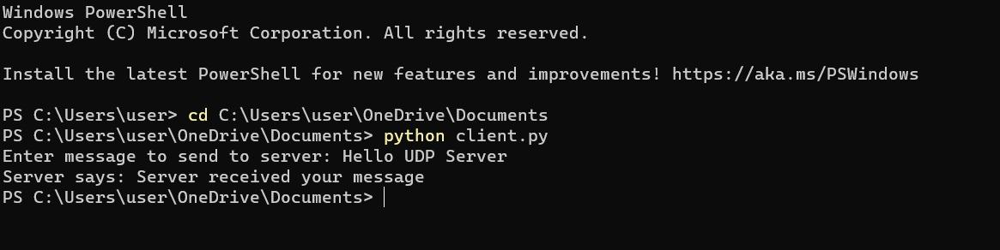 Windows PowerShell
Copyright (C) Microsoft Corporation. All rights reserved.
Install the latest PowerShell for new features and improvements! https://aka.ms/PSWindows
PS C:\Users\user> cd C:\Users\user\OneDrive\Documents
PS C:\Users\user\OneDrive\Documents> python client.py
Enter message to send to server: Hello UDP Server
Server says: Server received your message
PS C:\Users\user\OneDrive\Documents>